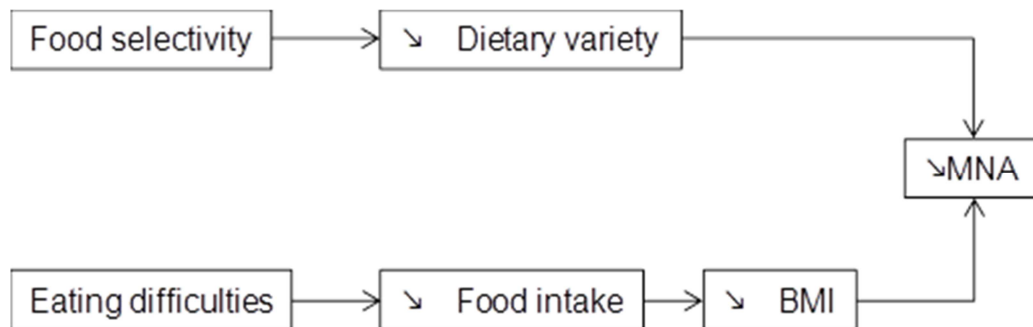 Food selectivity
↘ Dietary variety
↘MNA
Eating difficulties
↘ Food intake
↘ BMI